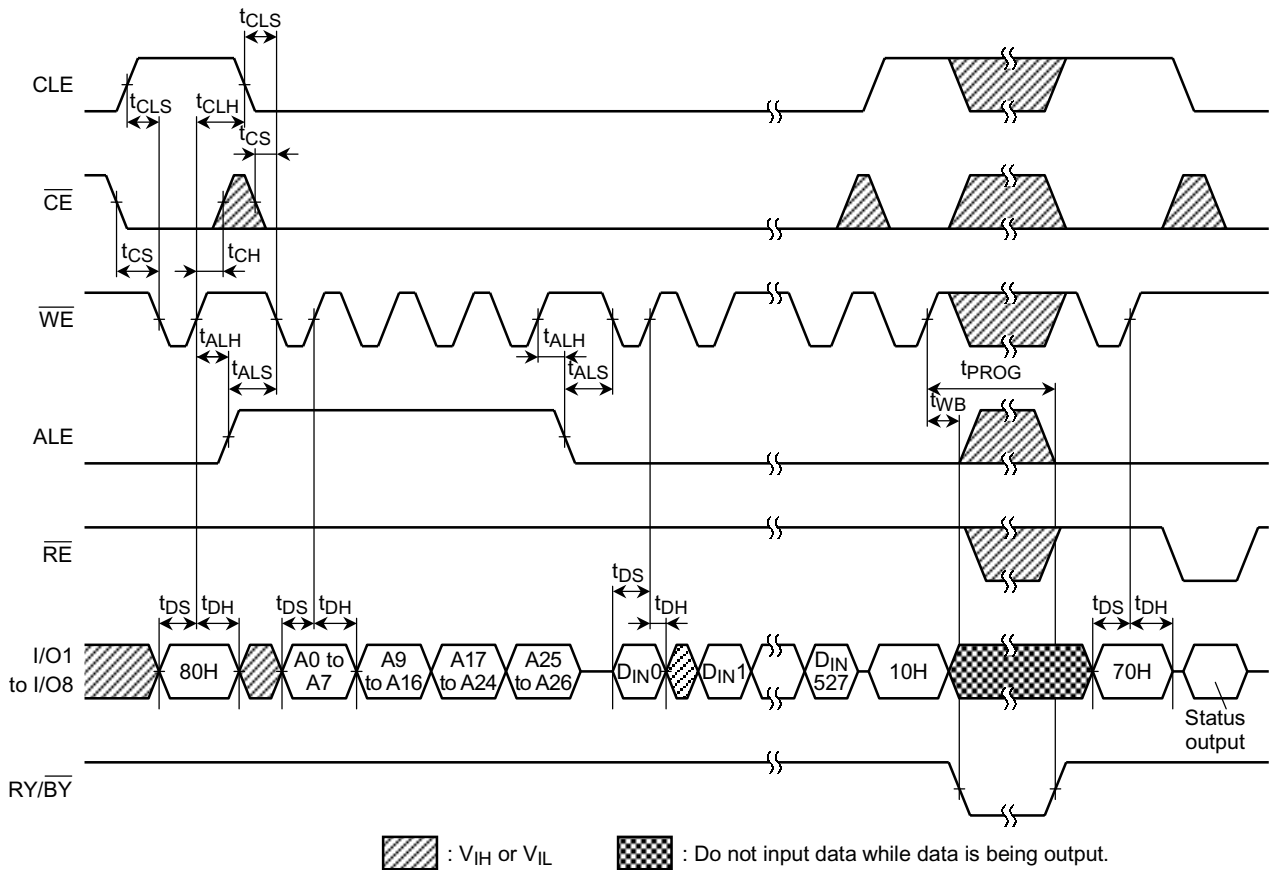 tCLS
CLE
tCLS
tCLH
tCS
CE
tCS
tCH
WE
tALH
tALS
tALH
tALS
tPROG
tWB
ALE
RE
tDS
tDH
tDS
tDH
tDS
tDH
tDS
tDH
I/O1
to I/O8
80H
A0 to
A7
A9
to A16
A17
to A24
A25
to A26
DIN0
DIN1
DIN
527
10H
70H
Status
output
RY/BY
: VIH or VIL
: Do not input data while data is being output.